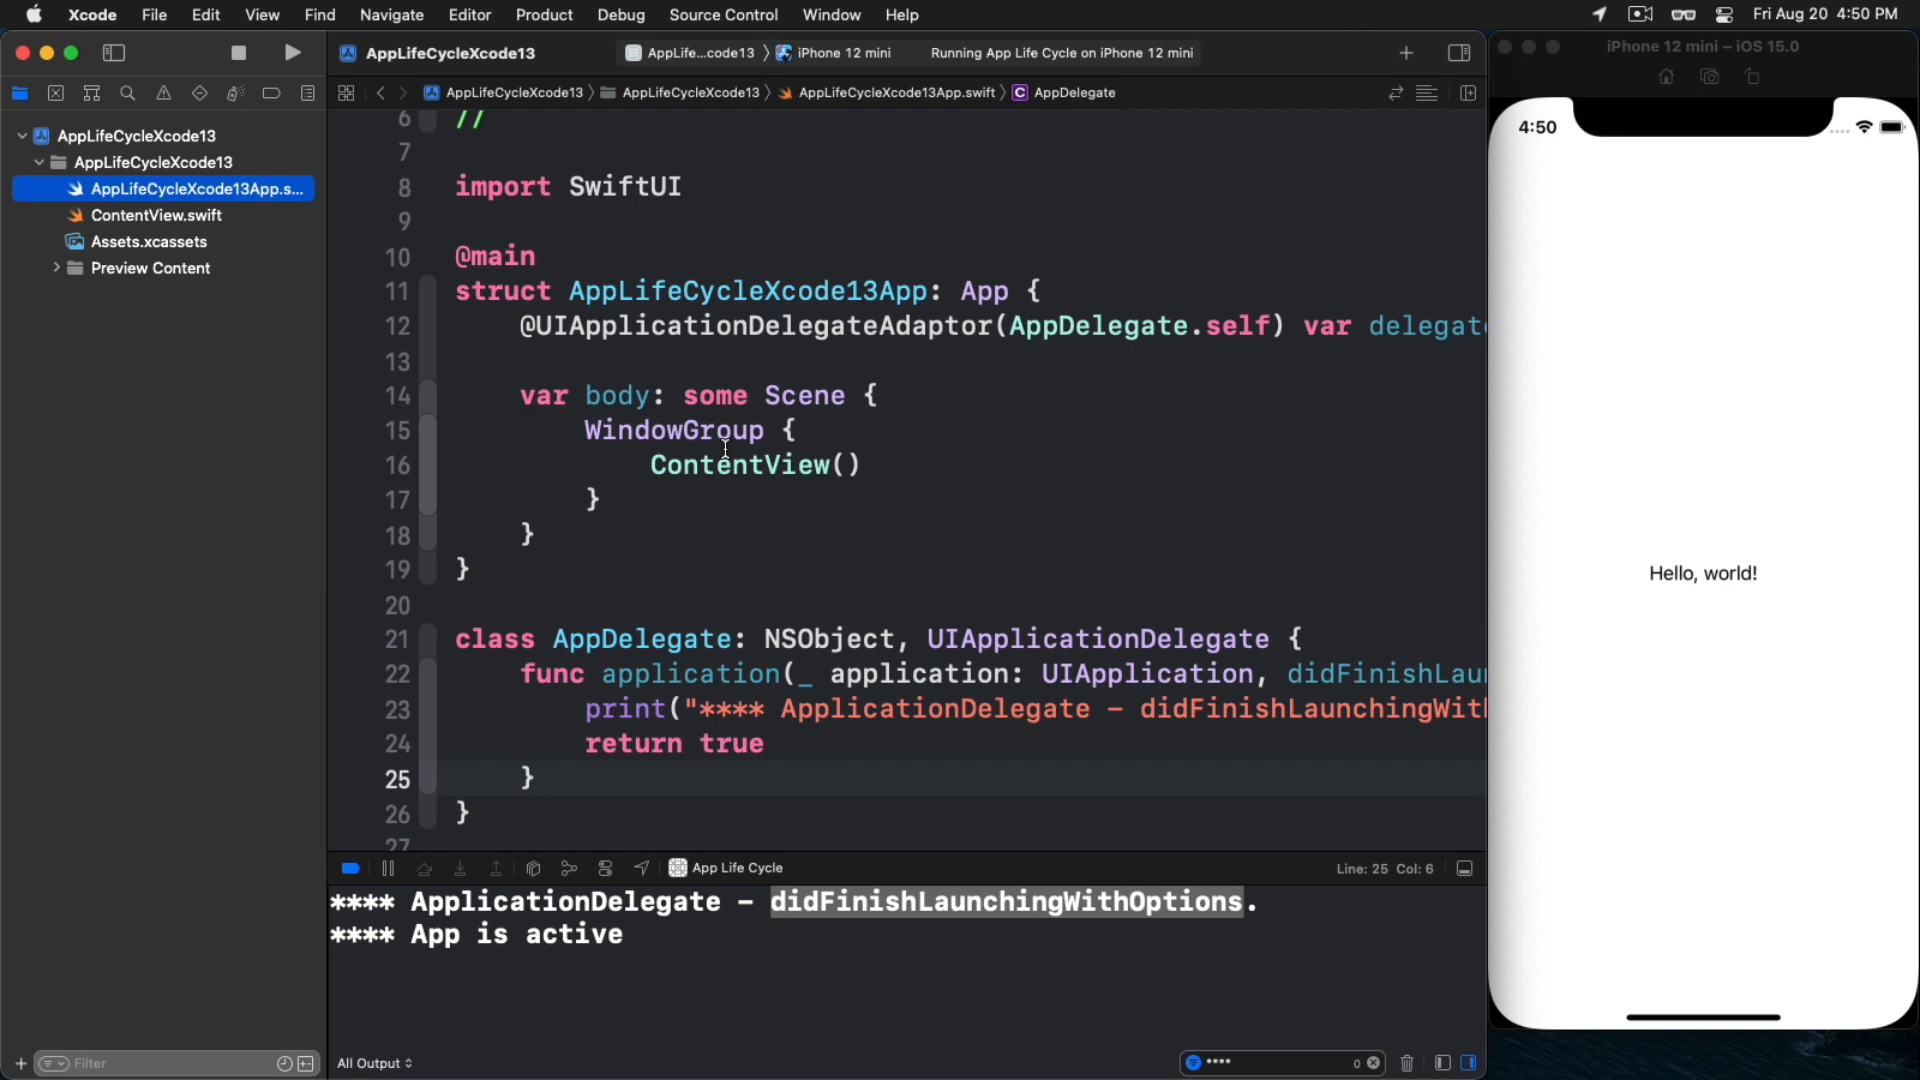 Xcode File Edit View Find Navigate Editor Product Debug Source Control Window Help Fri Aug 20 4:50 PM
AppLifeCycleXcode13 AppLife...code13 iPhone 12 mini Running App Life Cycle on iPhone 12 mini
AppLifeCycleXcode13 AppLifeCycleXcode13 AppLifeCycleXcode13App.swift AppDelegate
AppLifeCycleXcode13
AppLifeCycleXcode13
AppLifeCycleXcode13App.s...
ContentView.swift
Assets.xcassets
Preview Content
Filter
6 //
7
8 import SwiftUI
9
10 @main
11 struct AppLifeCycleXcode13App: App {
12 @UIApplicationDelegateAdaptor(AppDelegate.self) var delegate
13
14 var body: some Scene {
15 WindowGroup {
16 ContentView()
17 }
18 }
19 }
20
21 class AppDelegate: NSObject, UIApplicationDelegate {
22 func application(_ application: UIApplication, didFinishLau
23 print("**** ApplicationDelegate – didFinishLaunchingWit
24 return true
25 }
26 }
27
App Life Cycle Line: 25 Col: 6
**** ApplicationDelegate – didFinishLaunchingWithOptions.
**** App is active
All Output **** 0
iPhone 12 mini – iOS 15.0
4:50
Hello, world!